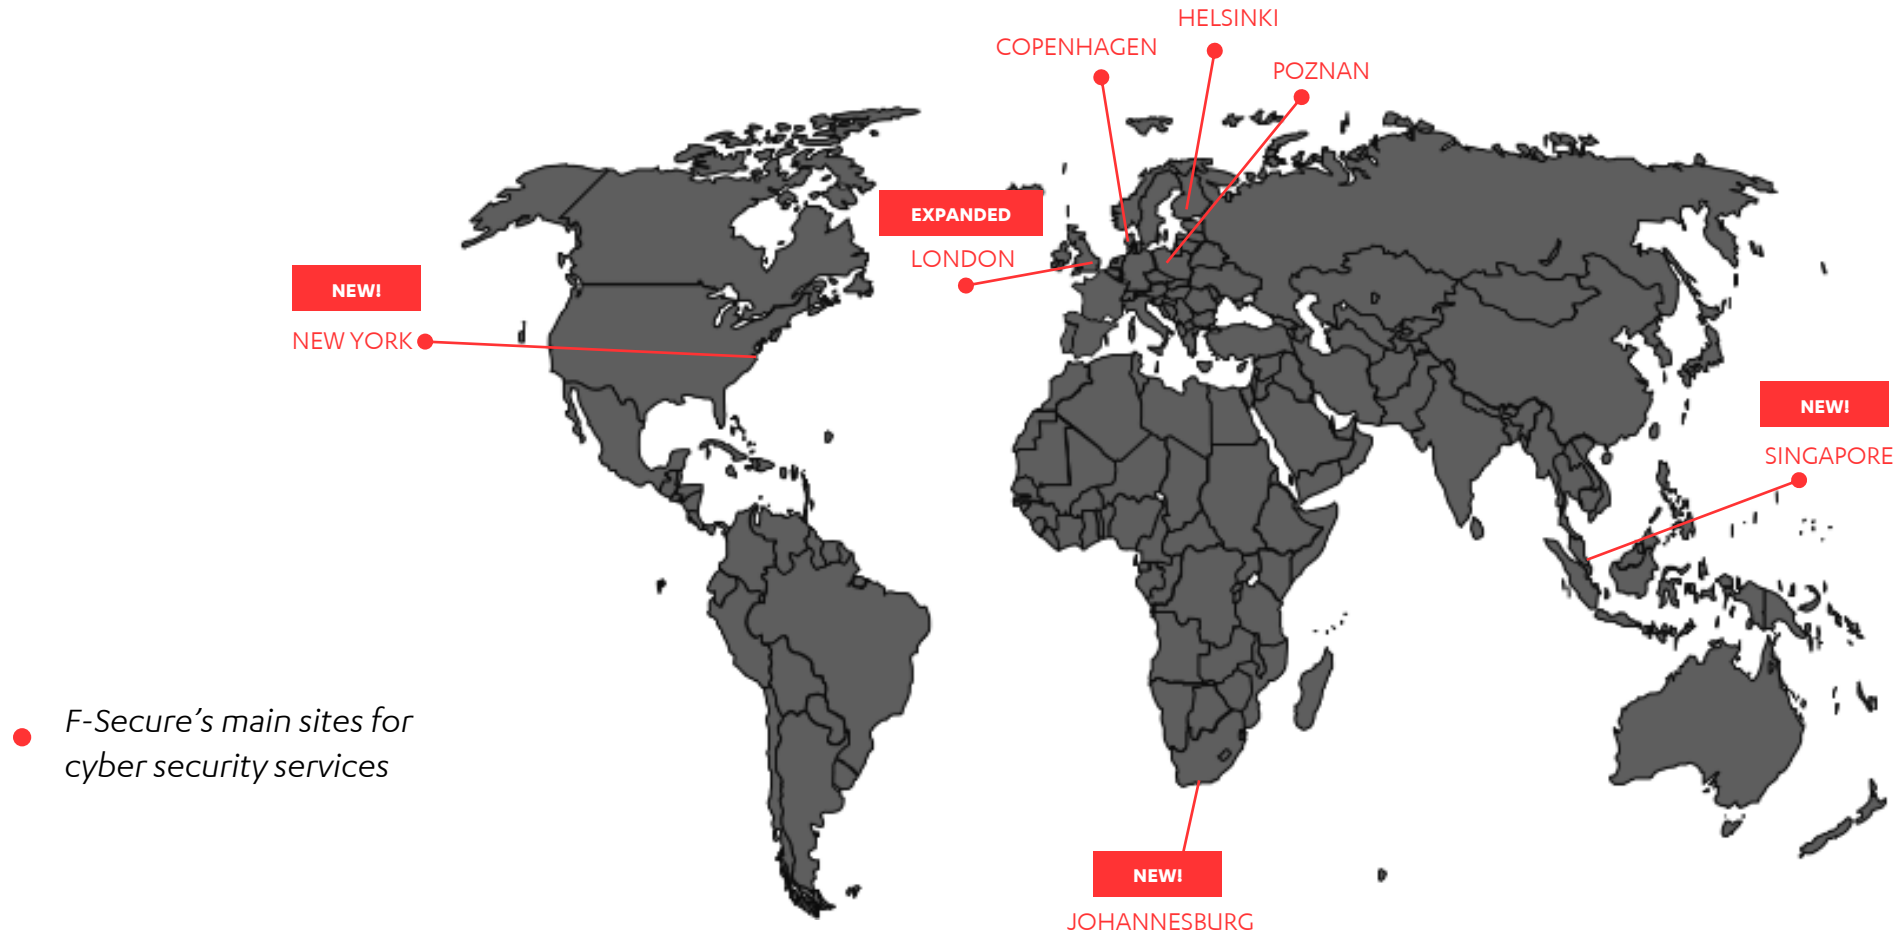 HELSINKI
COPENHAGEN
POZNAN
EXPANDED
LONDON
NEW!
NEW YORK
NEW!
SINGAPORE
F-Secure’s main sites for
cyber security services
NEW!
JOHANNESBURG